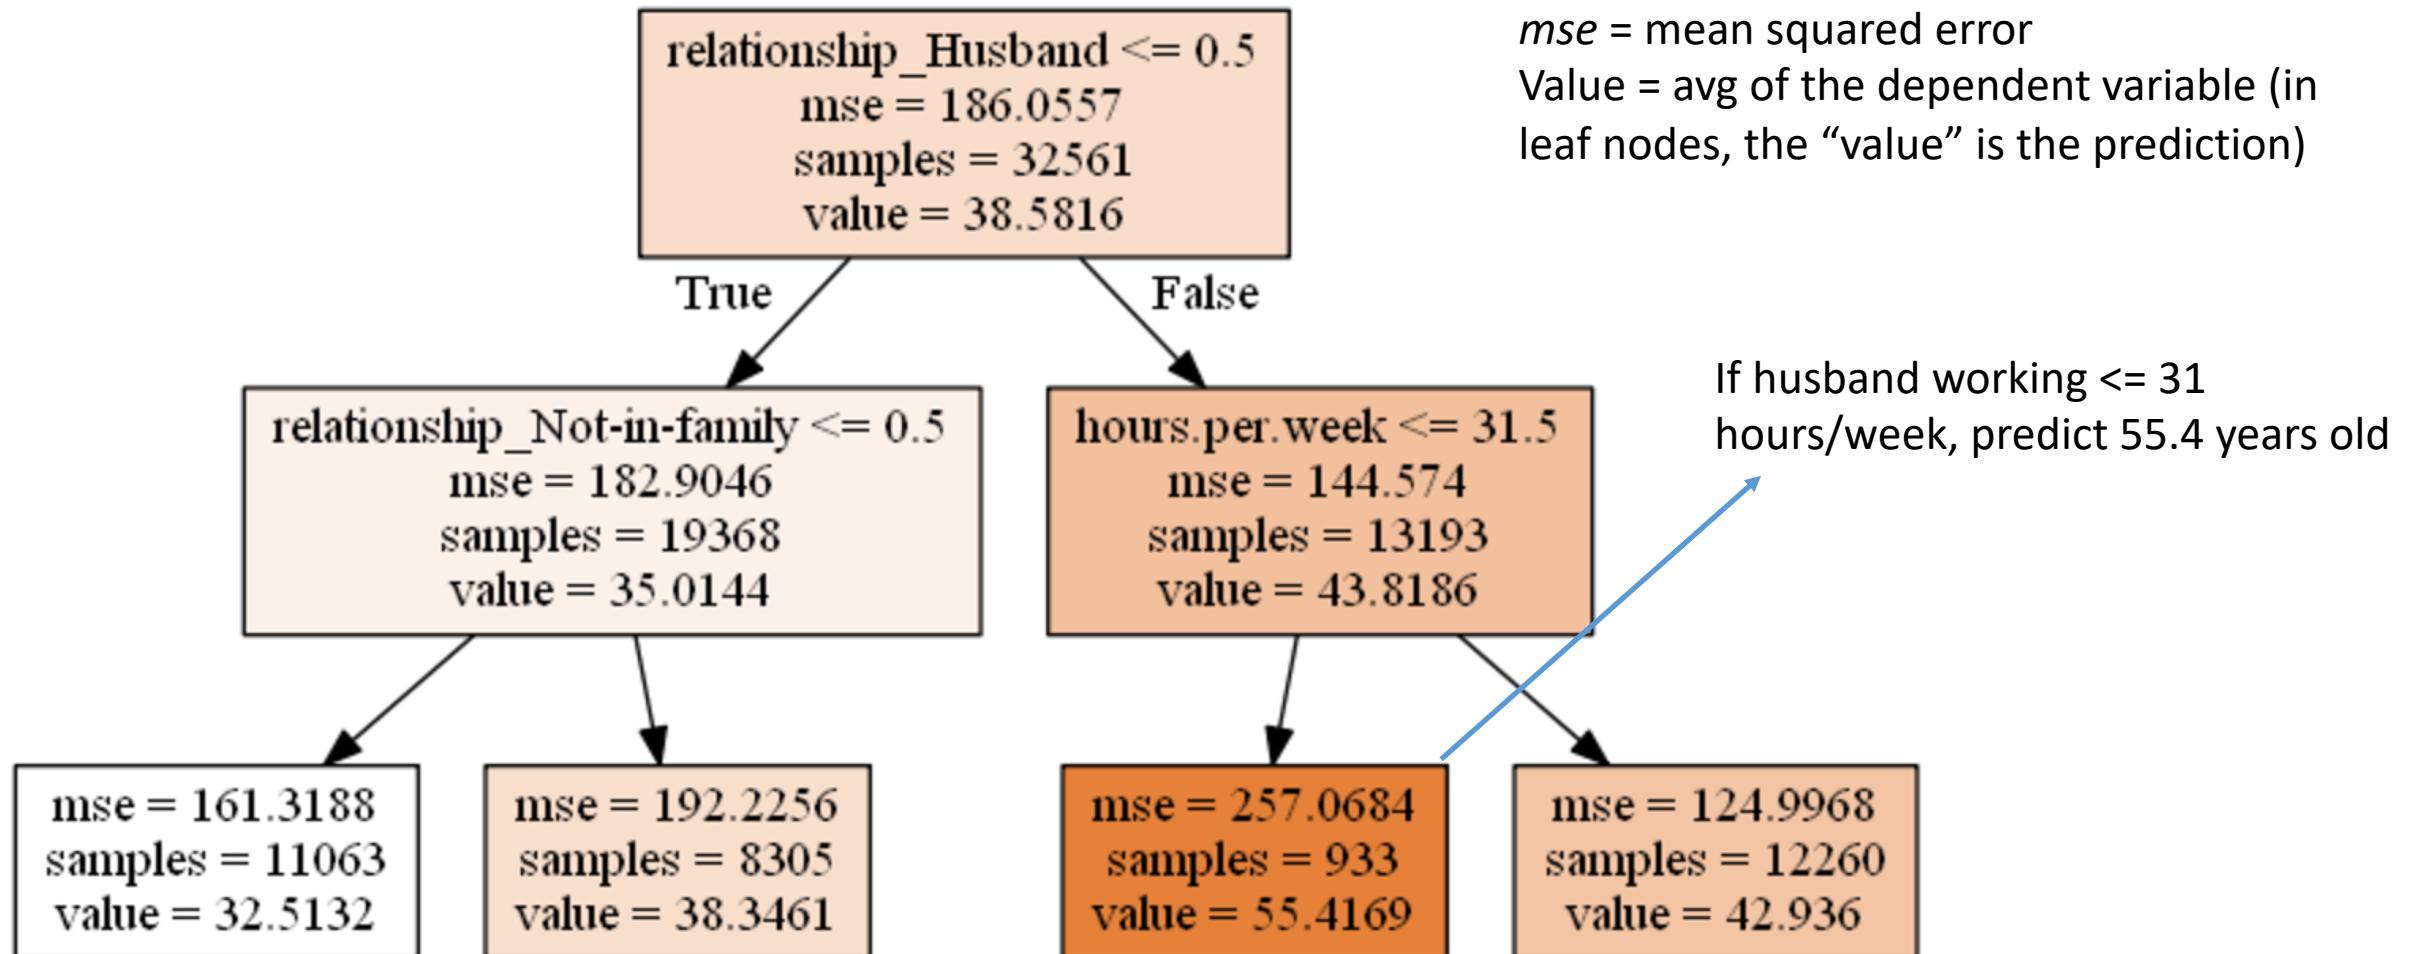 relationship_Husband <= 0.5
mse = 186.0557
samples = 32561
value = 38.5816
mse = mean squared error
Value = avg of the dependent variable (in
leaf nodes, the “value” is the prediction)
True
False
relationship_Not-in-family <= 0.5
mse = 182.9046
samples = 19368
value = 35.0144
hours.per.week <= 31.5
mse = 144.574
samples = 13193
value = 43.8186
If husband working <= 31
hours/week, predict 55.4 years old
mse = 161.3188
samples = 11063
value = 32.5132
mse = 192.2256
samples = 8305
value = 38.3461
mse = 257.0684
samples = 933
value = 55.4169
mse = 124.9968
samples = 12260
value = 42.936